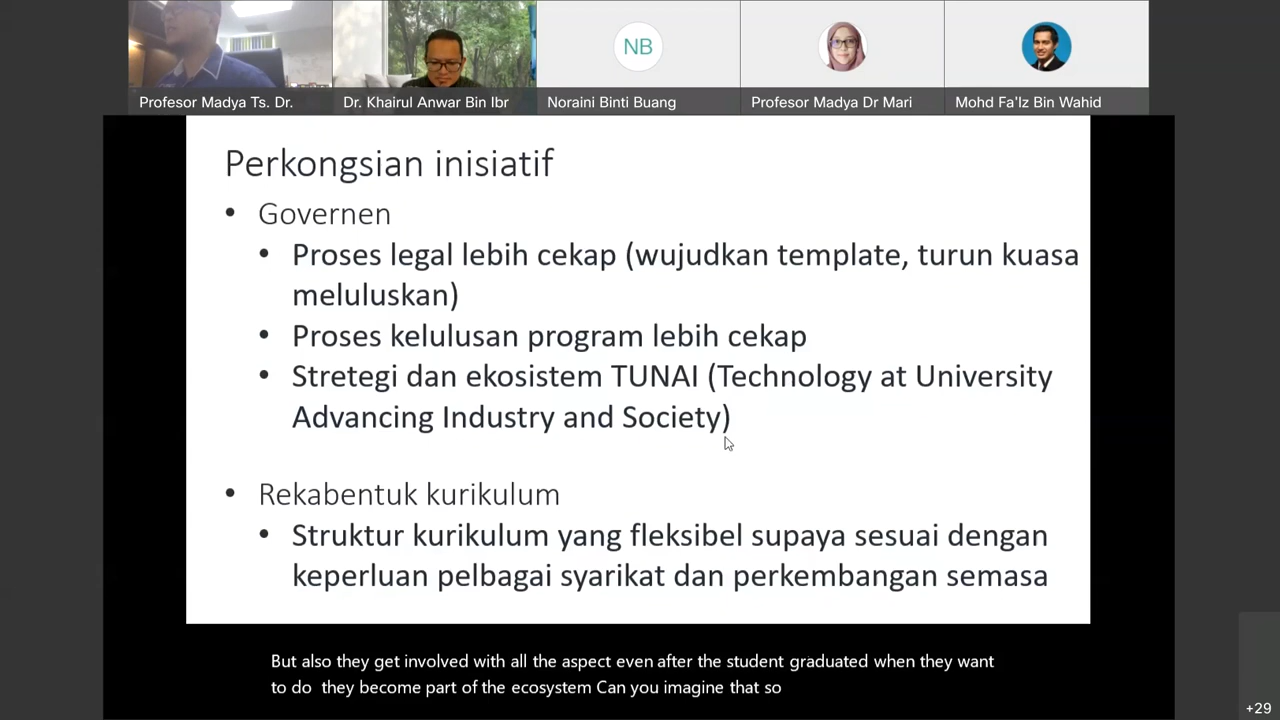 NB
Profesor Madya Ts. Dr.
Dr. Khairul Anwar Bin Ibr
Noraini Binti Buang
Profesor Madya Dr Mari
Mohd Fa'Iz Bin Wahid
Perkongsian inisiatif
• Governen
• Proses legal lebih cekap (wujudkan template, turun kuasa
meluluskan)
• Proses kelulusan program lebih cekap
• Stretegi dan ekosistem TUNAI (Technology at University
Advancing Industry and Society)
• Rekabentuk kurikulum
• Struktur kurikulum yang fleksibel supaya sesuai dengan
keperluan pelbagai syarikat dan perkembangan semasa
But also they get involved with all the aspect even after the student graduated when they want
to do they become part of the ecosystem Can you imagine that so
+29